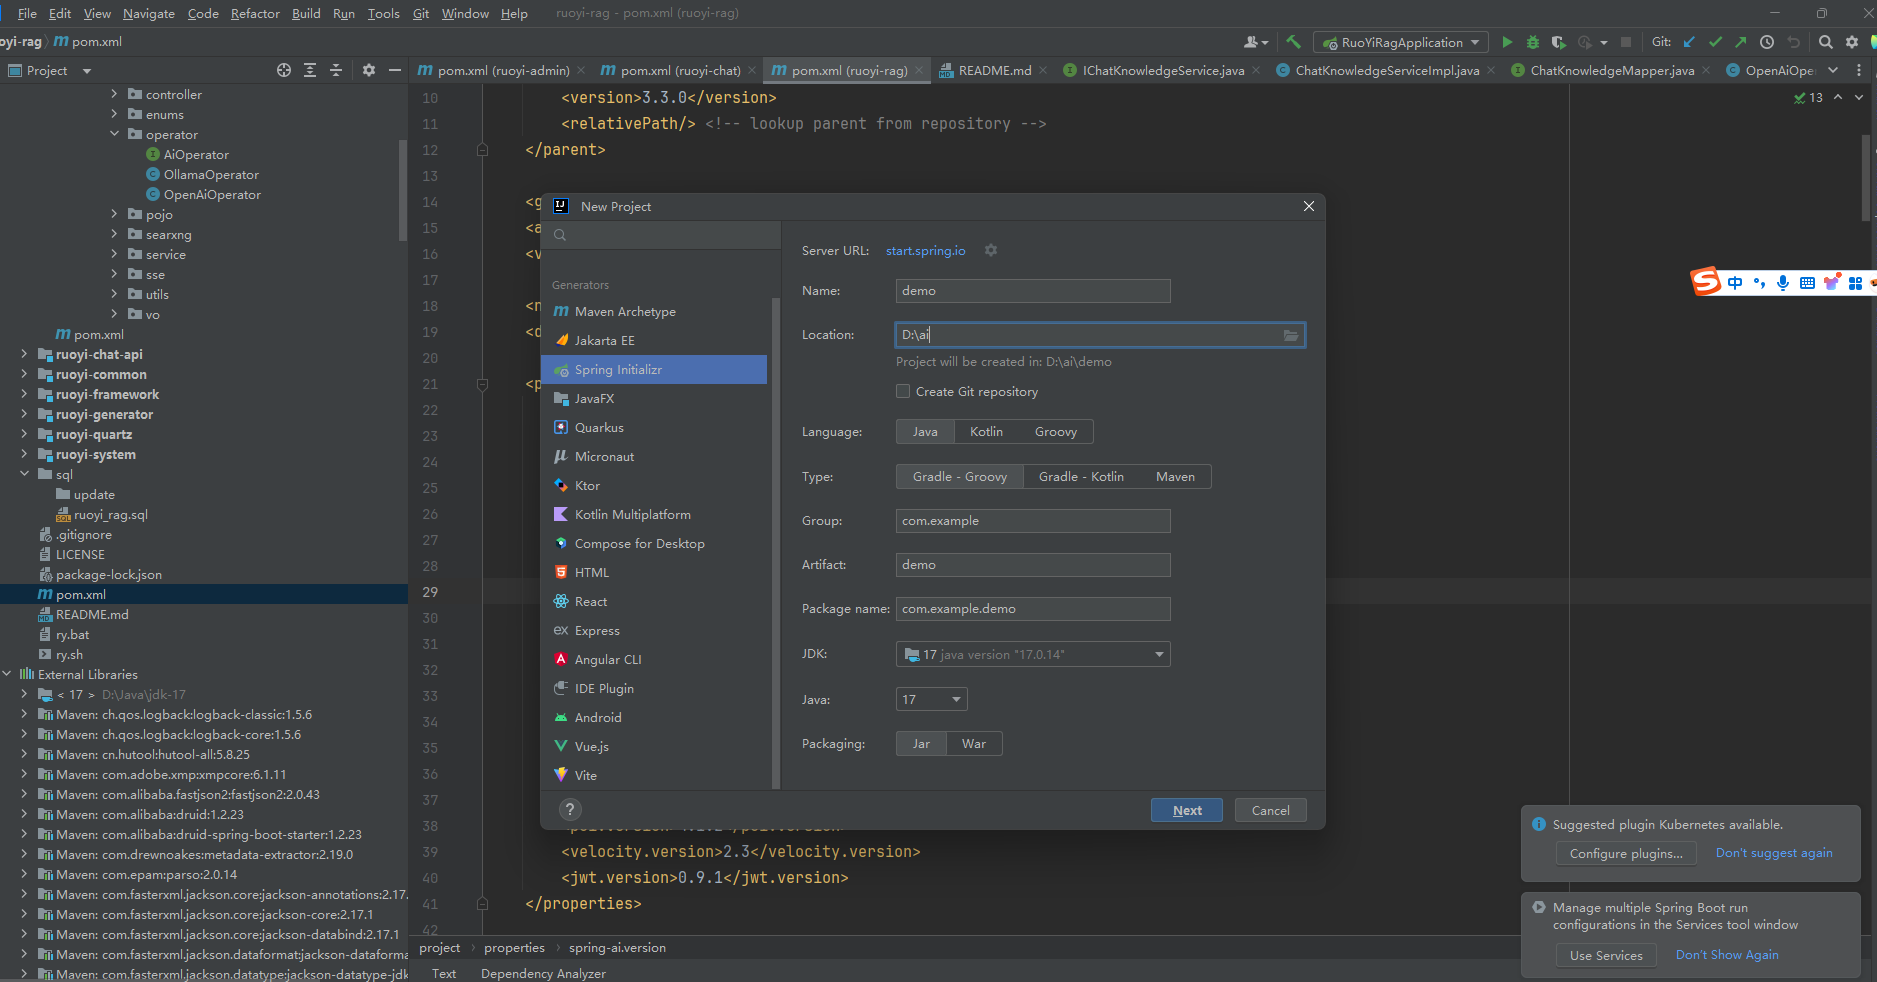 File Edit View Navigate Code Refactor Build Run Tools Git Window Help ruoyi-rag - pom.xml (ruoyi-rag)
oyi-rag pom.xml
RuoYiRagApplication Git:
Project
pom.xml (ruoyi-admin) pom.xml (ruoyi-chat) pom.xml (ruoyi-rag) README.md IChatKnowledgeService.java ChatKnowledgeServiceImpl.java ChatKnowledgeMapper.java OpenAiOpe
controller
enums
operator
AiOperator
OllamaOperator
OpenAiOperator
pojo
searxng
service
sse
utils
vo
pom.xml
ruoyi-chat-api
ruoyi-common
ruoyi-framework
ruoyi-generator
ruoyi-quartz
ruoyi-system
sql
update
ruoyi_rag.sql
.gitignore
LICENSE
package-lock.json
pom.xml
README.md
ry.bat
ry.sh
External Libraries
< 17 > D:\Java\jdk-17
Maven: ch.qos.logback:logback-classic:1.5.6
Maven: ch.qos.logback:logback-core:1.5.6
Maven: cn.hutool:hutool-all:5.8.25
Maven: com.adobe.xmp:xmpcore:6.1.11
Maven: com.alibaba.fastjson2:fastjson2:2.0.43
Maven: com.alibaba:druid:1.2.23
Maven: com.alibaba:druid-spring-boot-starter:1.2.23
Maven: com.drewnoakes:metadata-extractor:2.19.0
Maven: com.epam:parso:2.0.14
Maven: com.fasterxml.jackson.core:jackson-annotations:2.17.
Maven: com.fasterxml.jackson.core:jackson-core:2.17.1
Maven: com.fasterxml.jackson.core:jackson-databind:2.17.1
Maven: com.fasterxml.jackson.dataformat:jackson-dataforma
Maven: com.fasterxml.jackson.datatype:jackson-datatype-jdk
10 <version>3.3.0</version>
11 <relativePath/> <!-- lookup parent from repository -->
12 </parent>
13
14 <g
15 <a
16 <v
17
18 <n
19 <d
20
21 <p
22
23
24
25
26
27
28
29
30
31
32
33
34
35
36
37
38
39 <velocity.version>2.3</velocity.version>
40 <jwt.version>0.9.1</jwt.version>
41 </properties>
42
13
project properties spring-ai.version
Text Dependency Analyzer
New Project
Generators
Maven Archetype
Jakarta EE
Spring Initializr
JavaFX
Quarkus
Micronaut
Ktor
Kotlin Multiplatform
Compose for Desktop
HTML
React
Express
Angular CLI
IDE Plugin
Android
Vue.js
Vite
Server URL: start.spring.io
Name: demo
Location: D:\ai
Project will be created in: D:\ai\demo
Create Git repository
Language: Java Kotlin Groovy
Type: Gradle - Groovy Gradle - Kotlin Maven
Group: com.example
Artifact: demo
Package name: com.example.demo
JDK: 17 java version "17.0.14"
Java: 17
Packaging: Jar War
? Next Cancel
中
Suggested plugin Kubernetes available.
Configure plugins... Don't suggest again
Manage multiple Spring Boot run
configurations in the Services tool window
Use Services Don't Show Again